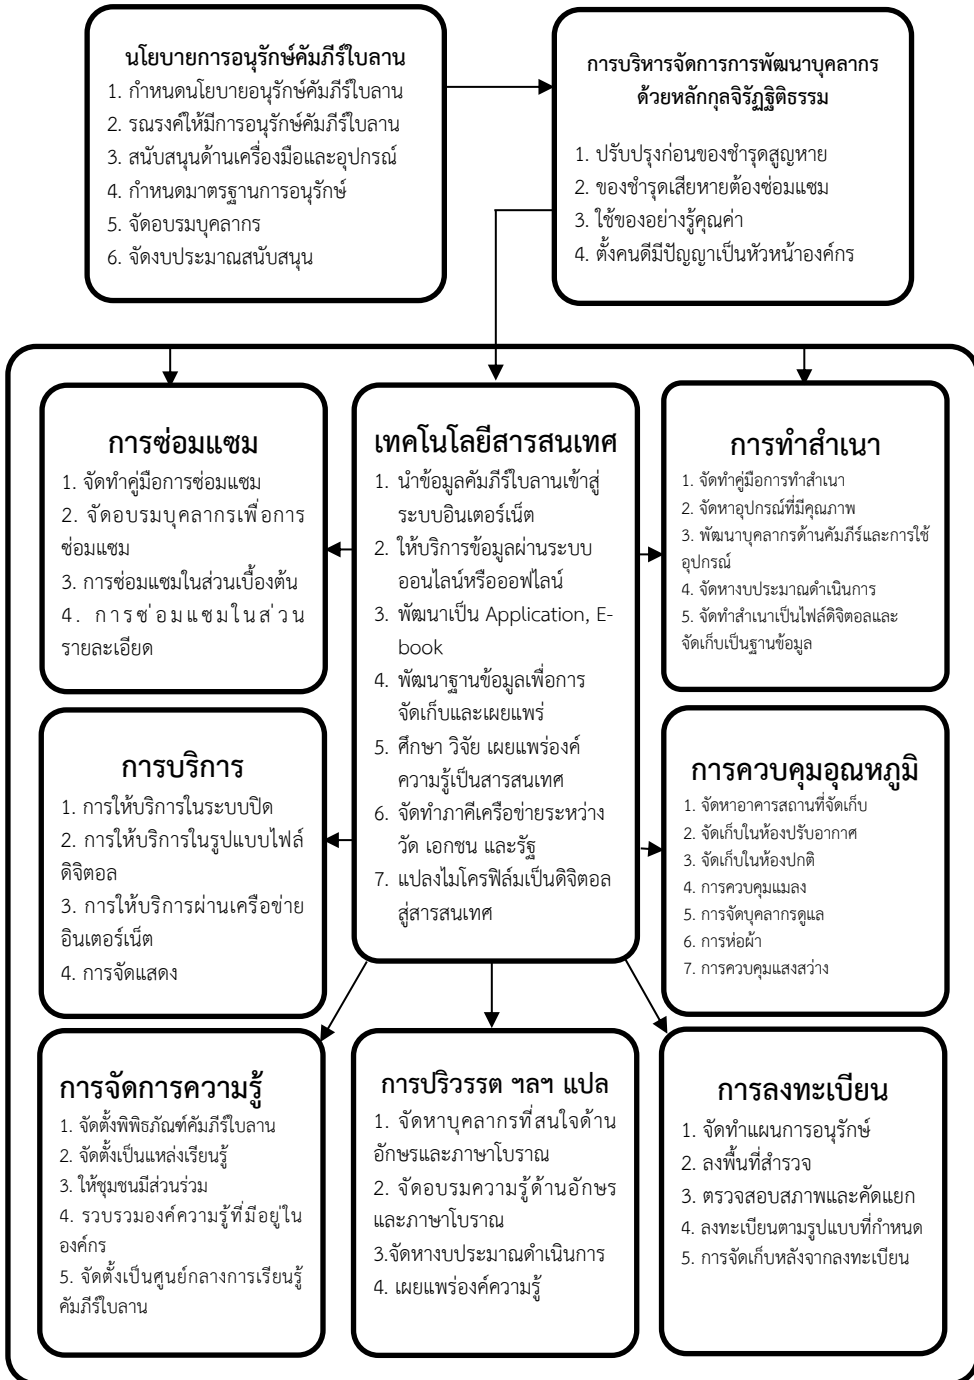 นโยบายการอนุรักษ์คัมภีร์ใบลาน
1. กำหนดนโยบายอนุรักษ์คัมภีร์ใบลาน
2. รณรงค์ให้มีการอนุรักษ์คัมภีร์ใบลาน
3. สนับสนุนด้านเครื่องมือและอุปกรณ์
4. กำหนดมาตรฐานการอนุรักษ์
5. จัดอบรมบุคลากร
6. จัดงบประมาณสนับสนุน
การบริหารจัดการการพัฒนาบุคลากร
ด้วยหลักกุลจิรัฏฐิติธรรม
1. ปรับปรุงก่อนของชำรุดสูญหาย
2. ของชำรุดเสียหายต้องซ่อมแซม
3. ใช้ของอย่างรู้คุณค่า
4. ตั้งคนดีมีปัญญาเป็นหัวหน้าองค์กร
การซ่อมแซม
1. จัดทำคู่มือการซ่อมแซม
2. จัดอบรมบุคลากรเพื่อการ
ซ่อมแซม
3. การซ่อมแซมในส่วนเบื้องต้น
4. การซ่อมแซมในส่วน
รายละเอียด
เทคโนโลยีสารสนเทศ
1. นำข้อมูลคัมภีร์ใบลานเข้าสู่
ระบบอินเตอร์เน็ต
2. ให้บริการข้อมูลผ่านระบบ
ออนไลน์หรือออฟไลน์
3. พัฒนาเป็น Application, E-
book
4. พัฒนาฐานข้อมูลเพื่อการ
จัดเก็บและเผยแพร่
5. ศึกษา วิจัย เผยแพร่องค์
ความรู้เป็นสารสนเทศ
6. จัดทำภาคีเครือข่ายระหว่าง
วัด เอกชน และรัฐ
7. แปลงไมโครฟิล์มเป็นดิจิตอล
สู่สารสนเทศ
การทำสำเนา
1. จัดทำคู่มือการทำสำเนา
2. จัดหาอุปกรณ์ที่มีคุณภาพ
3. พัฒนาบุคลากรด้านคัมภีร์และการใช้
อุปกรณ์
4. จัดหางบประมาณดำเนินการ
5. จัดทำสำเนาเป็นไฟล์ดิจิตอลและ
จัดเก็บเป็นฐานข้อมูล
การบริการ
1. การให้บริการในระบบปิด
2. การให้บริการในรูปแบบไฟล์
ดิจิตอล
3. การให้บริการผ่านเครือข่าย
อินเตอร์เน็ต
4. การจัดแสดง
การควบคุมอุณหภูมิ
1. จัดหาอาคารสถานที่จัดเก็บ
2. จัดเก็บในห้องปรับอากาศ
3. จัดเก็บในห้องปกติ
4. การควบคุมแมลง
5. การจัดบุคลากรดูแล
6. การห่อผ้า
7. การควบคุมแสงสว่าง
การจัดการความรู้
1. จัดตั้งพิพิธภัณฑ์คัมภีร์ใบลาน
2. จัดตั้งเป็นแหล่งเรียนรู้
3. ให้ชุมชนมีส่วนร่วม
4. รวบรวมองค์ความรู้ที่มีอยู่ใน
องค์กร
5. จัดตั้งเป็นศูนย์กลางการเรียนรู้
คัมภีร์ใบลาน
การปริวรรต ฯลฯ แปล
1. จัดหาบุคลากรที่สนใจด้าน
อักษรและภาษาโบราณ
2. จัดอบรมความรู้ด้านอักษร
และภาษาโบราณ
3.จัดหางบประมาณดำเนินการ
4. เผยแพร่องค์ความรู้
การลงทะเบียน
1. จัดทำแผนการอนุรักษ์
2. ลงพื้นที่สำรวจ
3. ตรวจสอบสภาพและคัดแยก
4. ลงทะเบียนตามรูปแบบที่กำหนด
5. การจัดเก็บหลังจากลงทะเบียน